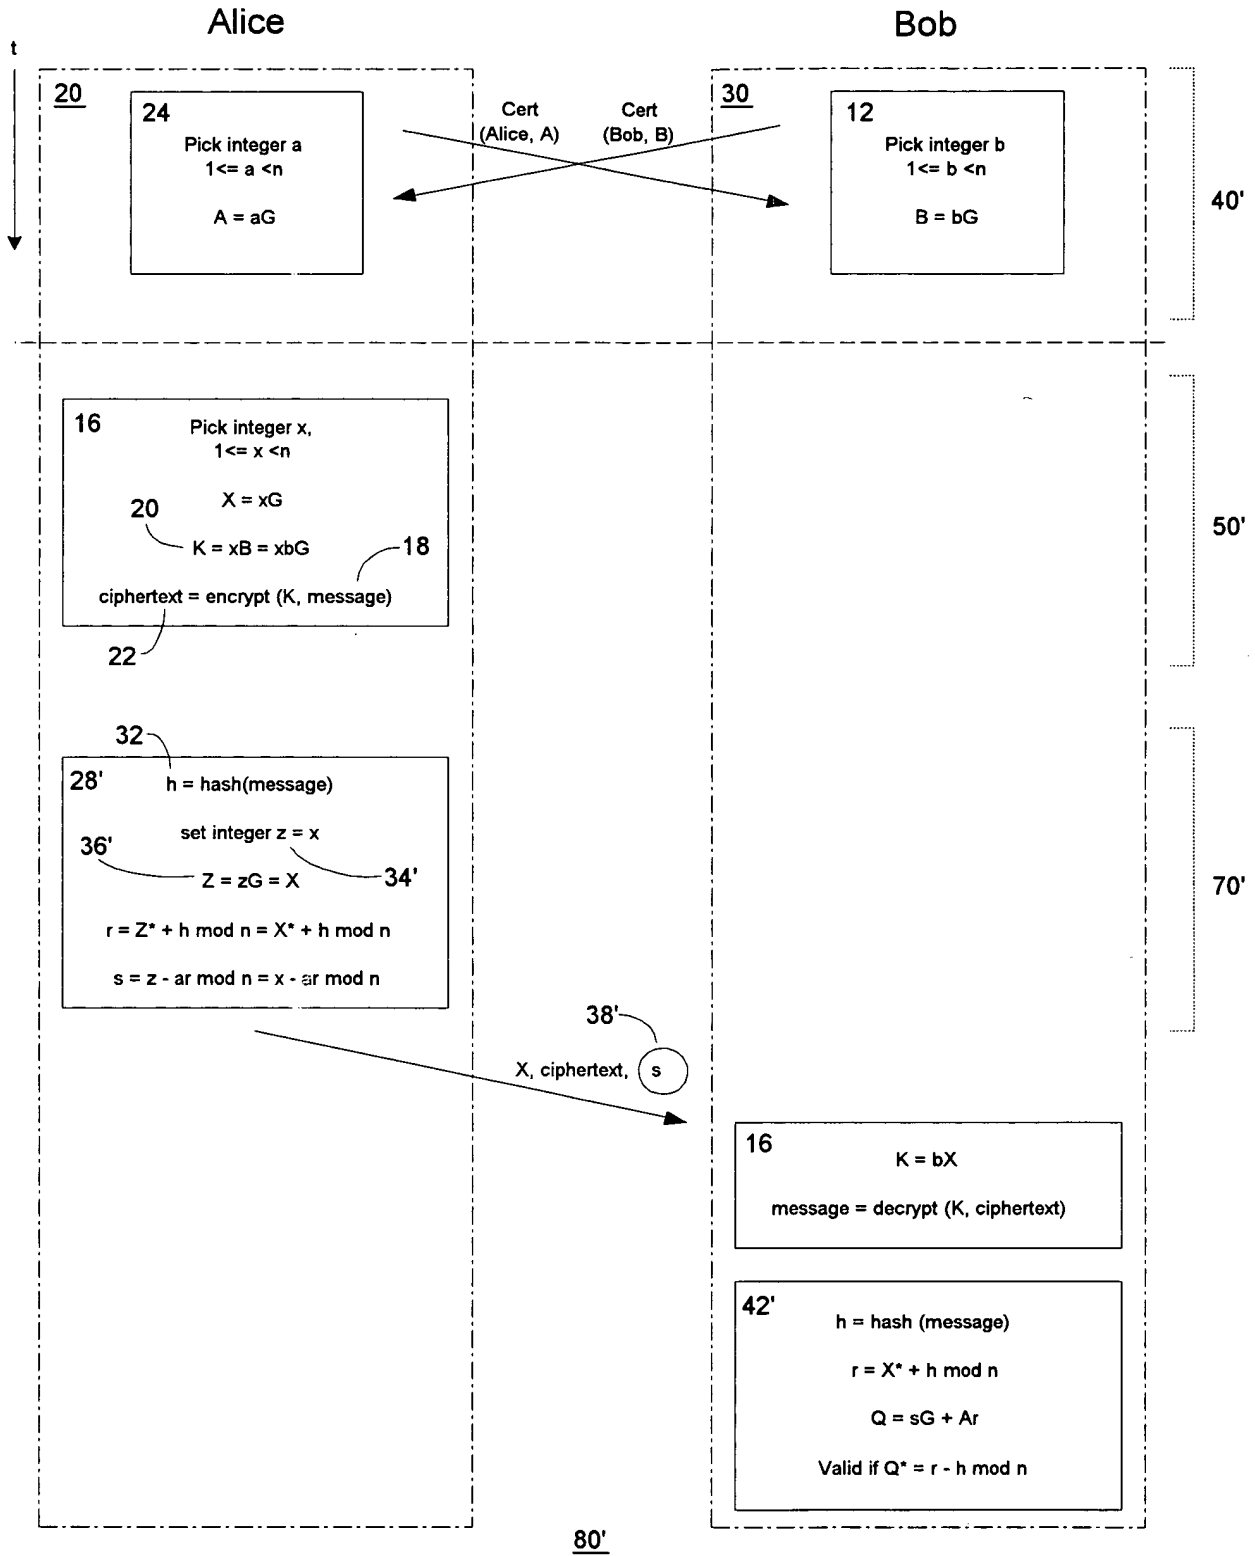 Alice
Bob
t
20
24
Pick integer a
1<= a <n
A = aG
Cert
(Alice, A)
Cert
(Bob, B)
30
12
Pick integer b
1<= b <n
B = bG
40'
16
Pick integer x,
1<= x <n
X = xG
20
K = xB = xbG
18
ciphertext = encrypt (K, message)
22
50'
32
28'
h = hash(message)
set integer z = x
36'
34'
Z = zG = X
r = Z* + h mod n = X* + h mod n
s = z - ar mod n = x - ar mod n
70'
38'
X, ciphertext, s
16
K = bX
message = decrypt (K, ciphertext)
42'
h = hash (message)
r = X* + h mod n
Q = sG + Ar
Valid if Q* = r - h mod n
80'